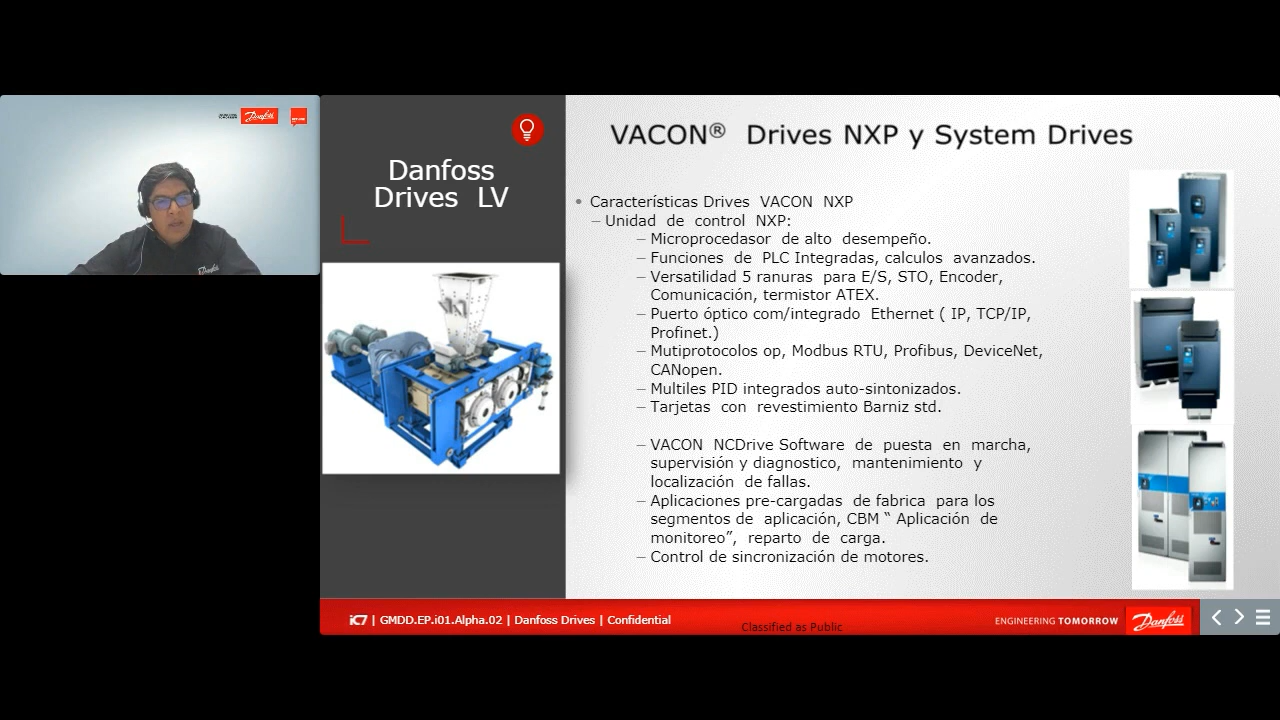 Danfoss
Danfoss
Drives LV
VACON® Drives NXP y System Drives
• Características Drives VACON NXP
– Unidad de control NXP:
– Microprocedasor de alto desempeño.
– Funciones de PLC Integradas, calculos avanzados.
– Versatilidad 5 ranuras para E/S, STO, Encoder,
Comunicación, termistor ATEX.
– Puerto óptico com/integrado Ethernet ( IP, TCP/IP,
Profinet.)
– Mutiprotocolos op, Modbus RTU, Profibus, DeviceNet,
CANopen.
– Multiles PID integrados auto-sintonizados.
– Tarjetas con revestimiento Barniz std.
– VACON NCDrive Software de puesta en marcha,
supervisión y diagnostico, mantenimiento y
localización de fallas.
– Aplicaciones pre-cargadas de fabrica para los
segmentos de aplicación, CBM “ Aplicación de
monitoreo”, reparto de carga.
– Control de sincronización de motores.
iC7 | GMDD.EP.i01.Alpha.02 | Danfoss Drives | Confidential
Classified as Public
ENGINEERING TOMORROW
Danfoss